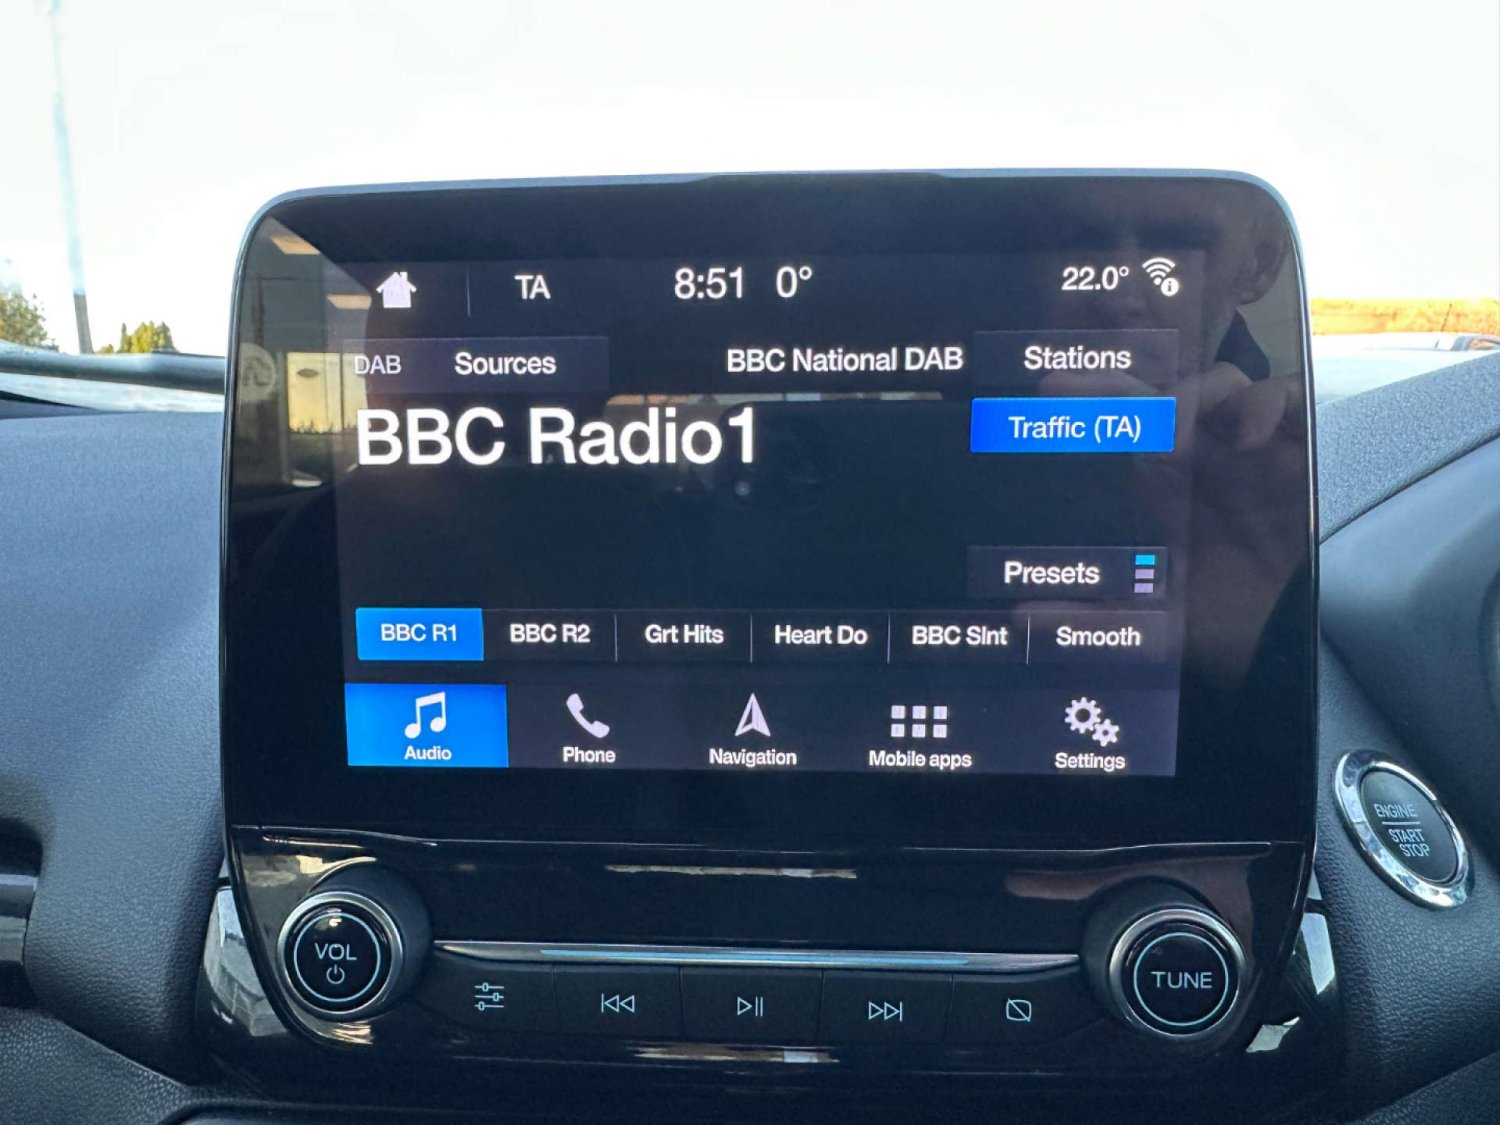 TA 8:51 0° 22.0°
DAB Sources BBC National DAB Stations
BBC Radio1 Traffic (TA)
Presets
BBC R1 BBC R2 Grt Hits Heart Do BBC Slnt Smooth
Audio Phone Navigation Mobile apps Settings
ENGINE
START
STOP
VOL TUNE